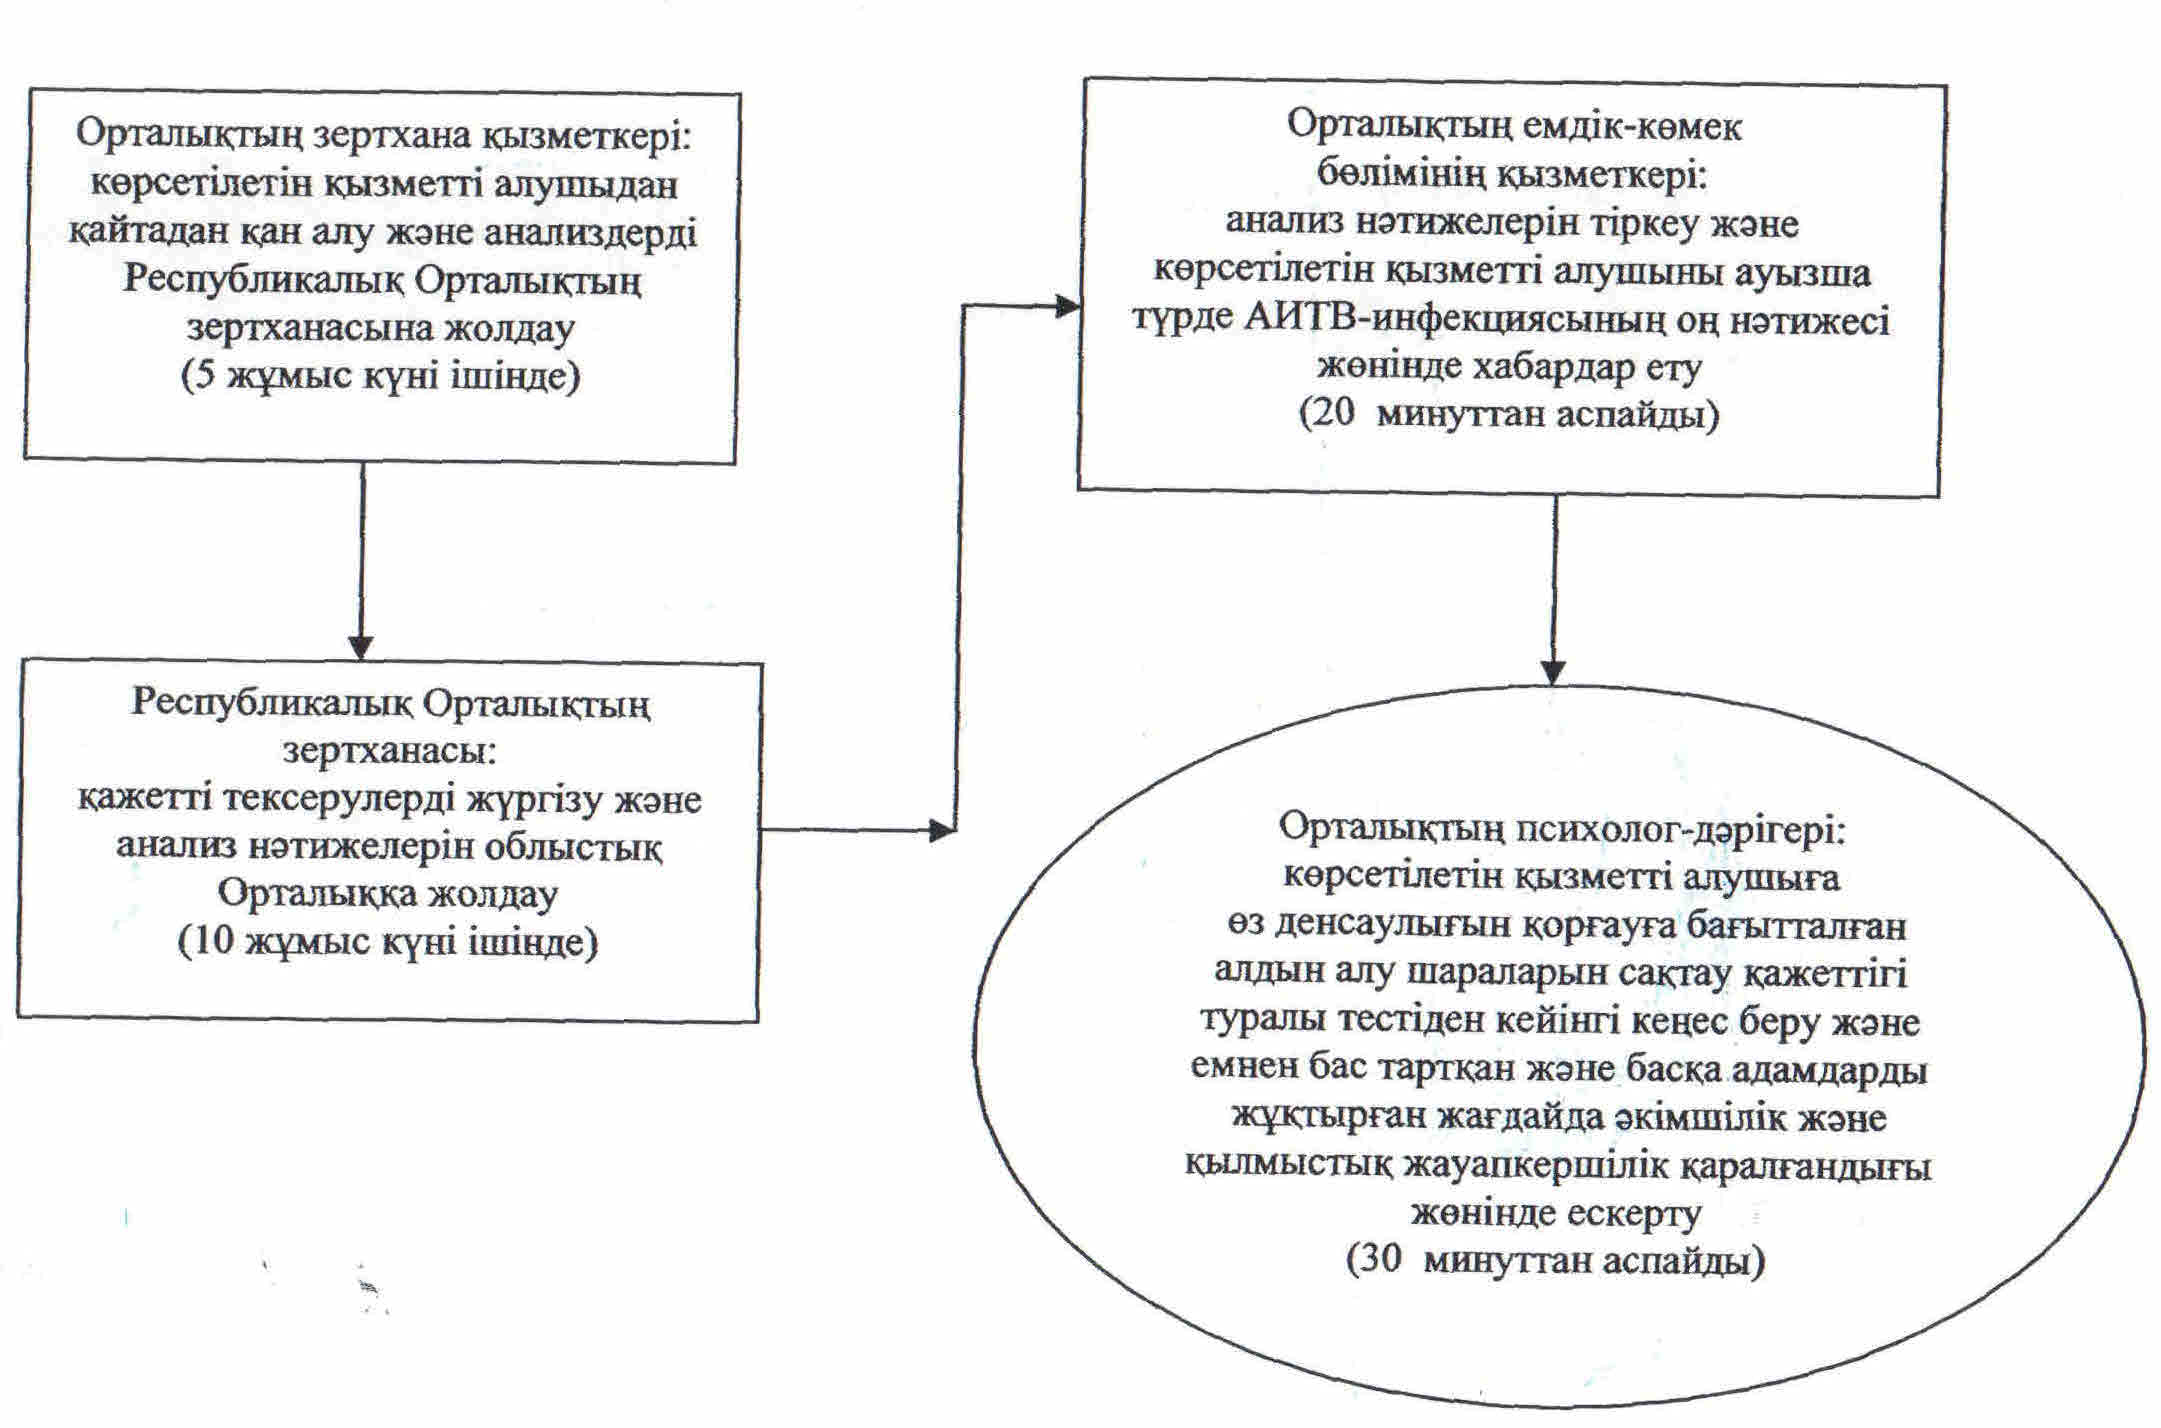 Орталықтың зертхана қызметкері:
көрсетілетін қызметті алушыдан
қайтадан қан алу және анализдерді
Республикалық Орталықтың
зертханасына жолдау
(5 жұмыс күні ішінде)
Республикалық Орталықтың
зертханасы:
қажетті тексерулерді жүргізу және
анализ нәтижелерін облыстық
Орталыққа жолдау
(10 жұмыс күні ішінде)
Орталықтың емдік-көмек
бөлімінің қызметкері:
анализ нәтижелерін тіркеу және
көрсетілетін қызметті алушыны ауызша
түрде АИТВ-инфекциясының оң нәтижесі
жөнінде хабардар ету
(20 минуттан аспайды)
Орталықтың психолог-дәрігері:
көрсетілетін қызметті алушыға
өз денсаулығын қорғауға бағытталған
алдын алу шараларын сақтау қажеттігі
туралы тестіден кейінгі кеңес беру және
емнен бас тартқан және басқа адамдарды
жұқтырған жағдайда әкімшілік және
қылмыстық жауапкершілік қаралғандығы
жөнінде ескерту
(30 минуттан аспайды)